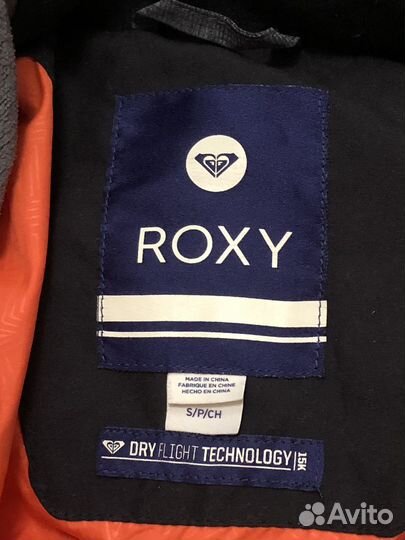 ROXY
MADE IN CHINA
FABRIQUÉ EN CHINE
HECHO EN CHINA
S/P/CH
DRY FLIGHT TECHNOLOGY 15K
Avito